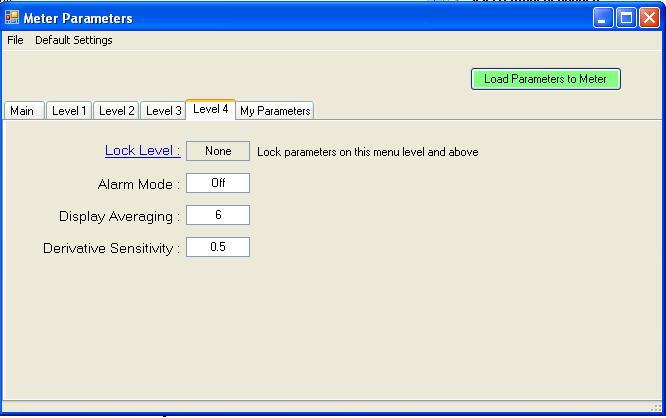 Meter Parameters
File Default Settings
Load Parameters to Meter
Main Level 1 Level 2 Level 3 Level 4 My Parameters
Lock Level : None Lock parameters on this menu level and above
Alarm Mode : Off
Display Averaging : 6
Derivative Sensitivity : 0.5